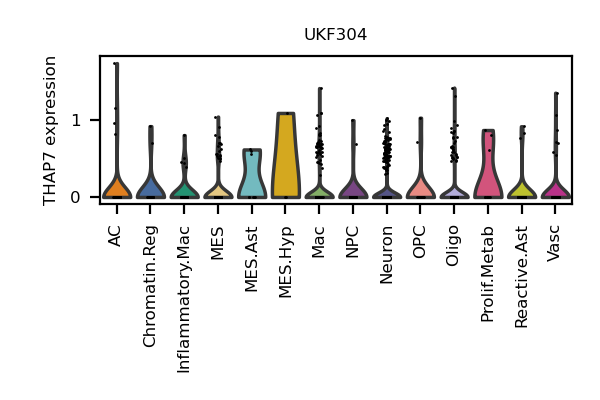 UKF304
THAP7 expression
1
0
AC
Chromatin.Reg
Inflammatory.Mac
MES
MES.Ast
MES.Hyp
Mac
NPC
Neuron
OPC
Oligo
Prolif.Metab
Reactive.Ast
Vasc